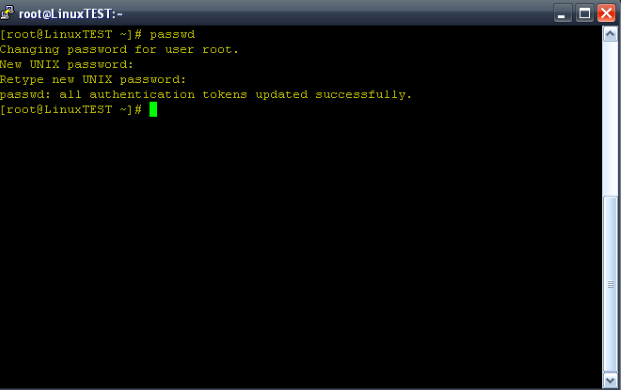 root@LinuxTEST:~
[root@LinuxTEST ~]# passwd
Changing password for user root.
New UNIX password:
Retype new UNIX password:
passwd: all authentication tokens updated successfully.
[root@LinuxTEST ~]#